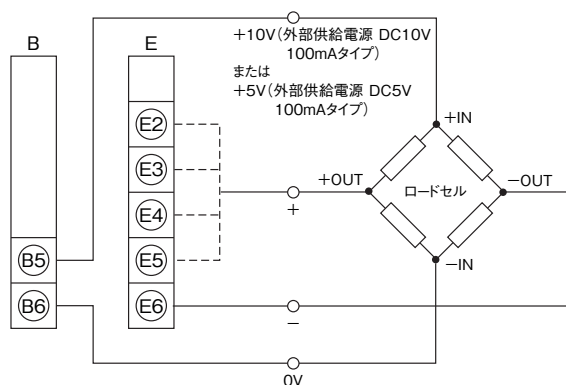 B
E
+10V(外部供給電源 DC10V
100mAタイプ)
または
+5V(外部供給電源 DC5V
100mAタイプ)
E2
+IN
E3
+OUT
ロードセル
−OUT
+
E4
B5
E5
−IN
B6
E6
−
0V